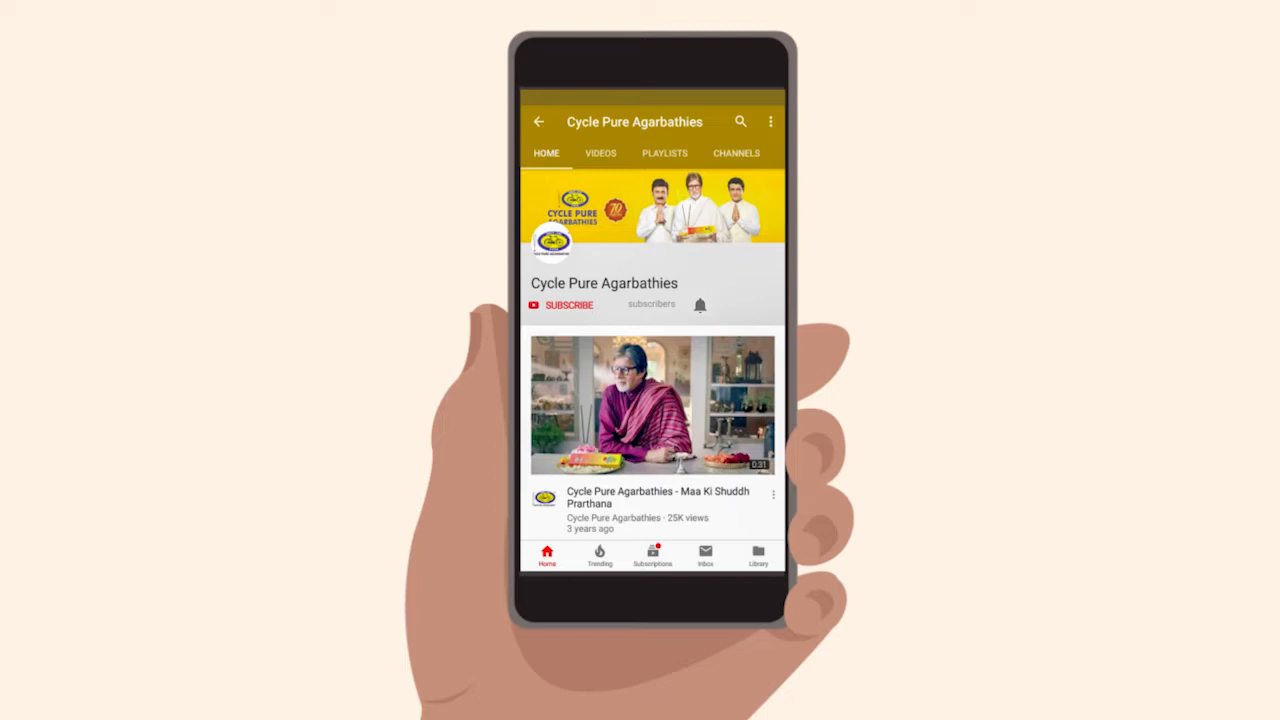 Cycle Pure Agarbathies
HOME VIDEOS PLAYLISTS CHANNELS
CYCLE PURE
AGARBATHIES
70
Cycle Pure Agarbathies
SUBSCRIBE subscribers
0:31
Cycle Pure Agarbathies - Maa Ki Shuddh
Prarthana
Cycle Pure Agarbathies · 25K views
3 years ago
Home Trending Subscriptions Inbox Library